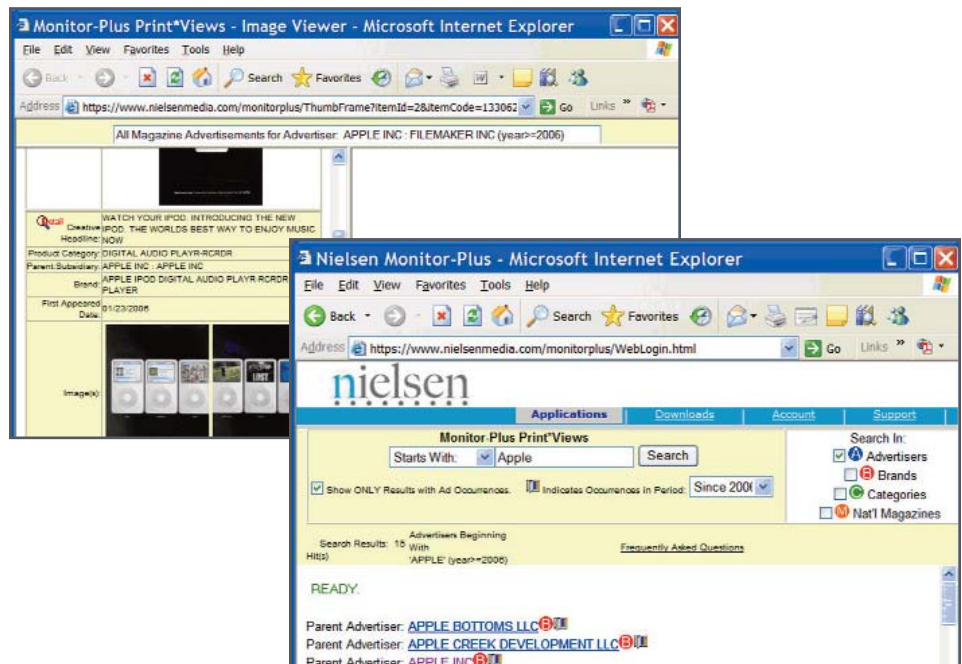 Monitor-Plus Print*Views - Image Viewer - Microsoft Internet Explorer
File Edit View Favorites Tools Help
Back Search Favorites
Address https://www.nielsenmedia.com/monitorplus/ThumbFrame?itemId=2&itemCode=133062 Go Links »
All Magazine Advertisements for Advertiser: APPLE INC : FILEMAKER INC (year>=2006)
Detail Creative Headline: WATCH YOUR IPOD. INTRODUCING THE NEW
IPOD. THE WORLDS BEST WAY TO ENJOY MUSIC
NOW
Product Category: DIGITAL AUDIO PLAYR-RCRDR
Parent:Subsidiary: APPLE INC : APPLE INC
Brand: APPLE IPOD DIGITAL AUDIO PLAYR-RCRDR
PLAYER
First Appeared Date: 01/23/2006
Image(s):
LOST
Nielsen Monitor-Plus - Microsoft Internet Explorer
File Edit View Favorites Tools Help
Back Search Favorites
Address https://www.nielsenmedia.com/monitorplus/WebLogin.html Go Links »
nielsen
Applications | Downloads | Account | Support
Monitor-Plus Print*Views
Starts With: Apple Search
Show ONLY Results with Ad Occurrences. Indicates Occurrences in Period: Since 200
Search In:
A Advertisers
B Brands
C Categories
M Nat'l Magazines
Search Results: 15 Hit(s)
Advertisers Beginning
With
'APPLE' (year>=2006)
Frequently Asked Questions
READY.
Parent Advertiser: APPLE BOTTOMS LLC B
Parent Advertiser: APPLE CREEK DEVELOPMENT LLC B
Parent Advertiser: APPLE INC B